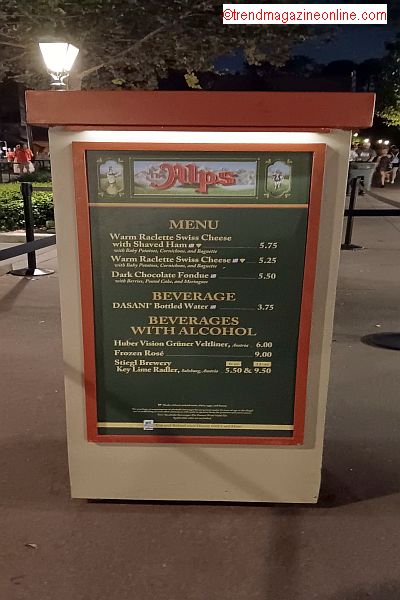 ©trendmagazineonline.com
The Alps
MENU
Warm Raclette Swiss Cheese
with Shaved Ham 5.75
with Baby Potatoes, Cornichons, and Baguette
Warm Raclette Swiss Cheese 5.25
with Baby Potatoes, Cornichons, and Baguette
Dark Chocolate Fondue 5.50
with Berries, Pound Cake, and Meringues
BEVERAGE
DASANI® Bottled Water 3.75
BEVERAGES
WITH ALCOHOL
Huber Vision Grüner Veltliner, Austria 6.00
Frozen Rosé 9.00
Stiegl Brewery
Key Lime Radler, Salzburg, Austria 5.50 & 9.50